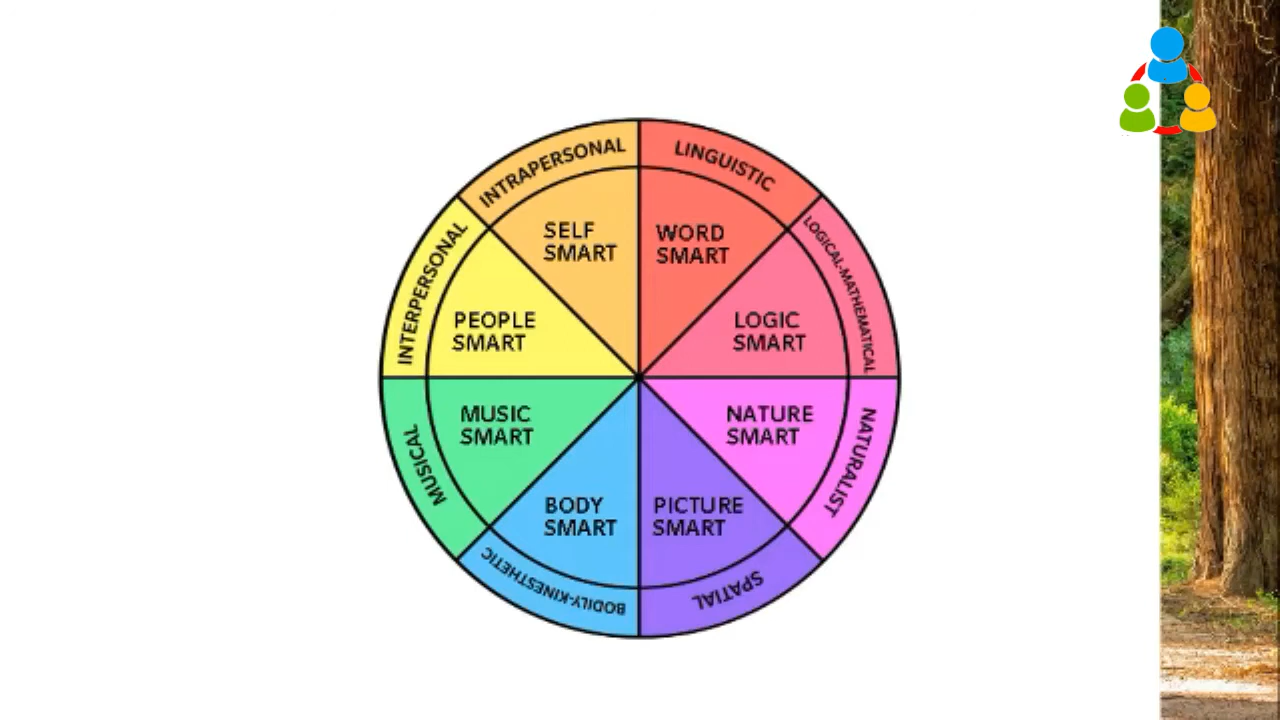 LINGUISTIC
WORD
SMART
LOGICAL-MATHEMATICAL
LOGIC
SMART
NATURALIST
NATURE
SMART
SPATIAL
PICTURE
SMART
BODILY-KINESTHETIC
BODY
SMART
MUSICAL
MUSIC
SMART
INTERPERSONAL
PEOPLE
SMART
INTRAPERSONAL
SELF
SMART